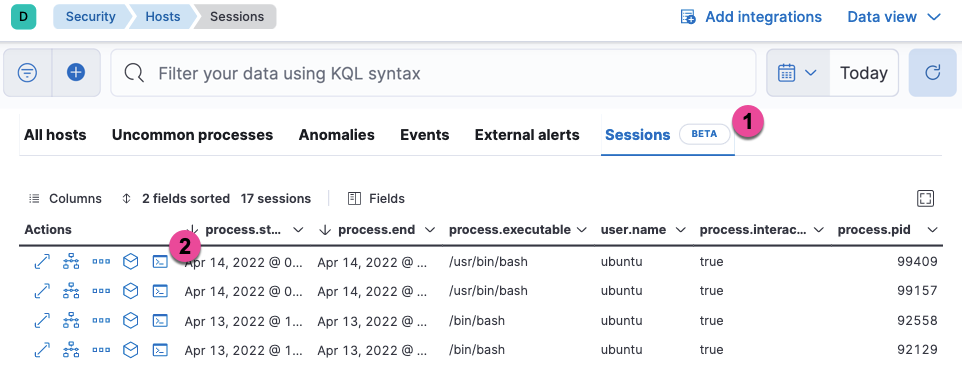 D Security Hosts Sessions Add integrations Data view
Filter your data using KQL syntax Today
All hosts Uncommon processes Anomalies Events External alerts Sessions BETA 1
Columns 2 fields sorted 17 sessions Fields
Actions process.st... process.end process.executable user.name process.interac... process.pid
2
Apr 14, 2022 @ 0... Apr 14, 2022 @ ... /usr/bin/bash ubuntu true 99409
Apr 14, 2022 @ 0... Apr 14, 2022 @ ... /usr/bin/bash ubuntu true 99157
Apr 13, 2022 @ 1... Apr 13, 2022 @ ... /bin/bash ubuntu true 92558
Apr 13, 2022 @ 1... Apr 13, 2022 @ ... /bin/bash ubuntu true 92129